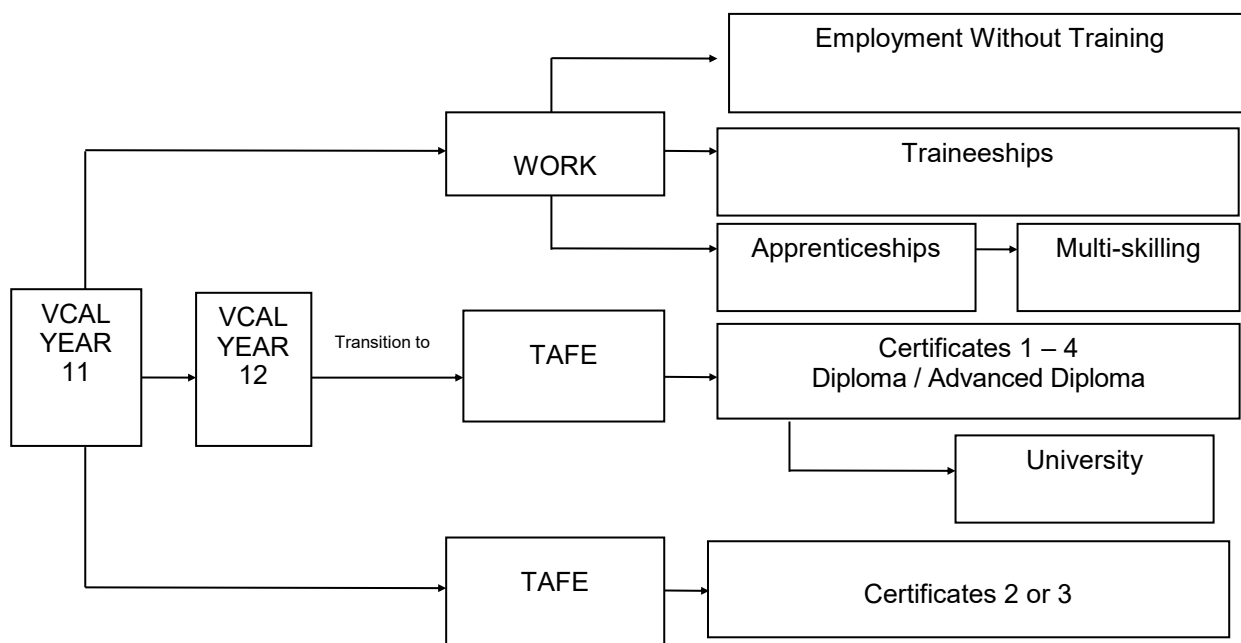 Employment Without Training
WORK
Traineeships
Apprenticeships
Multi-skilling
VCAL
YEAR
11
VCAL
YEAR
12
Transition to
TAFE
Certificates 1 – 4
Diploma / Advanced Diploma
University
TAFE
Certificates 2 or 3